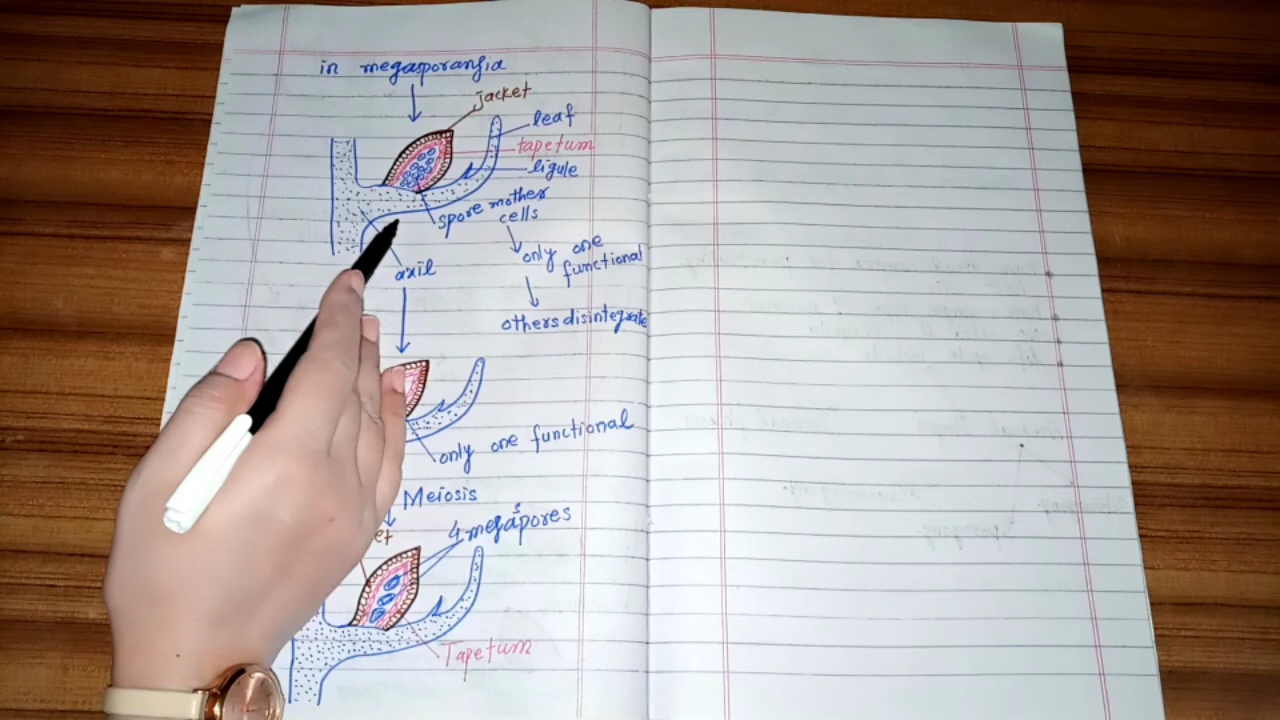 in megasporangia
jacket
leaf
tapetum
ligule
spore mother
cells
only one
functional
axil
others disintegrate
only one functional
Meiosis
et
4 megaspores
Tapetum